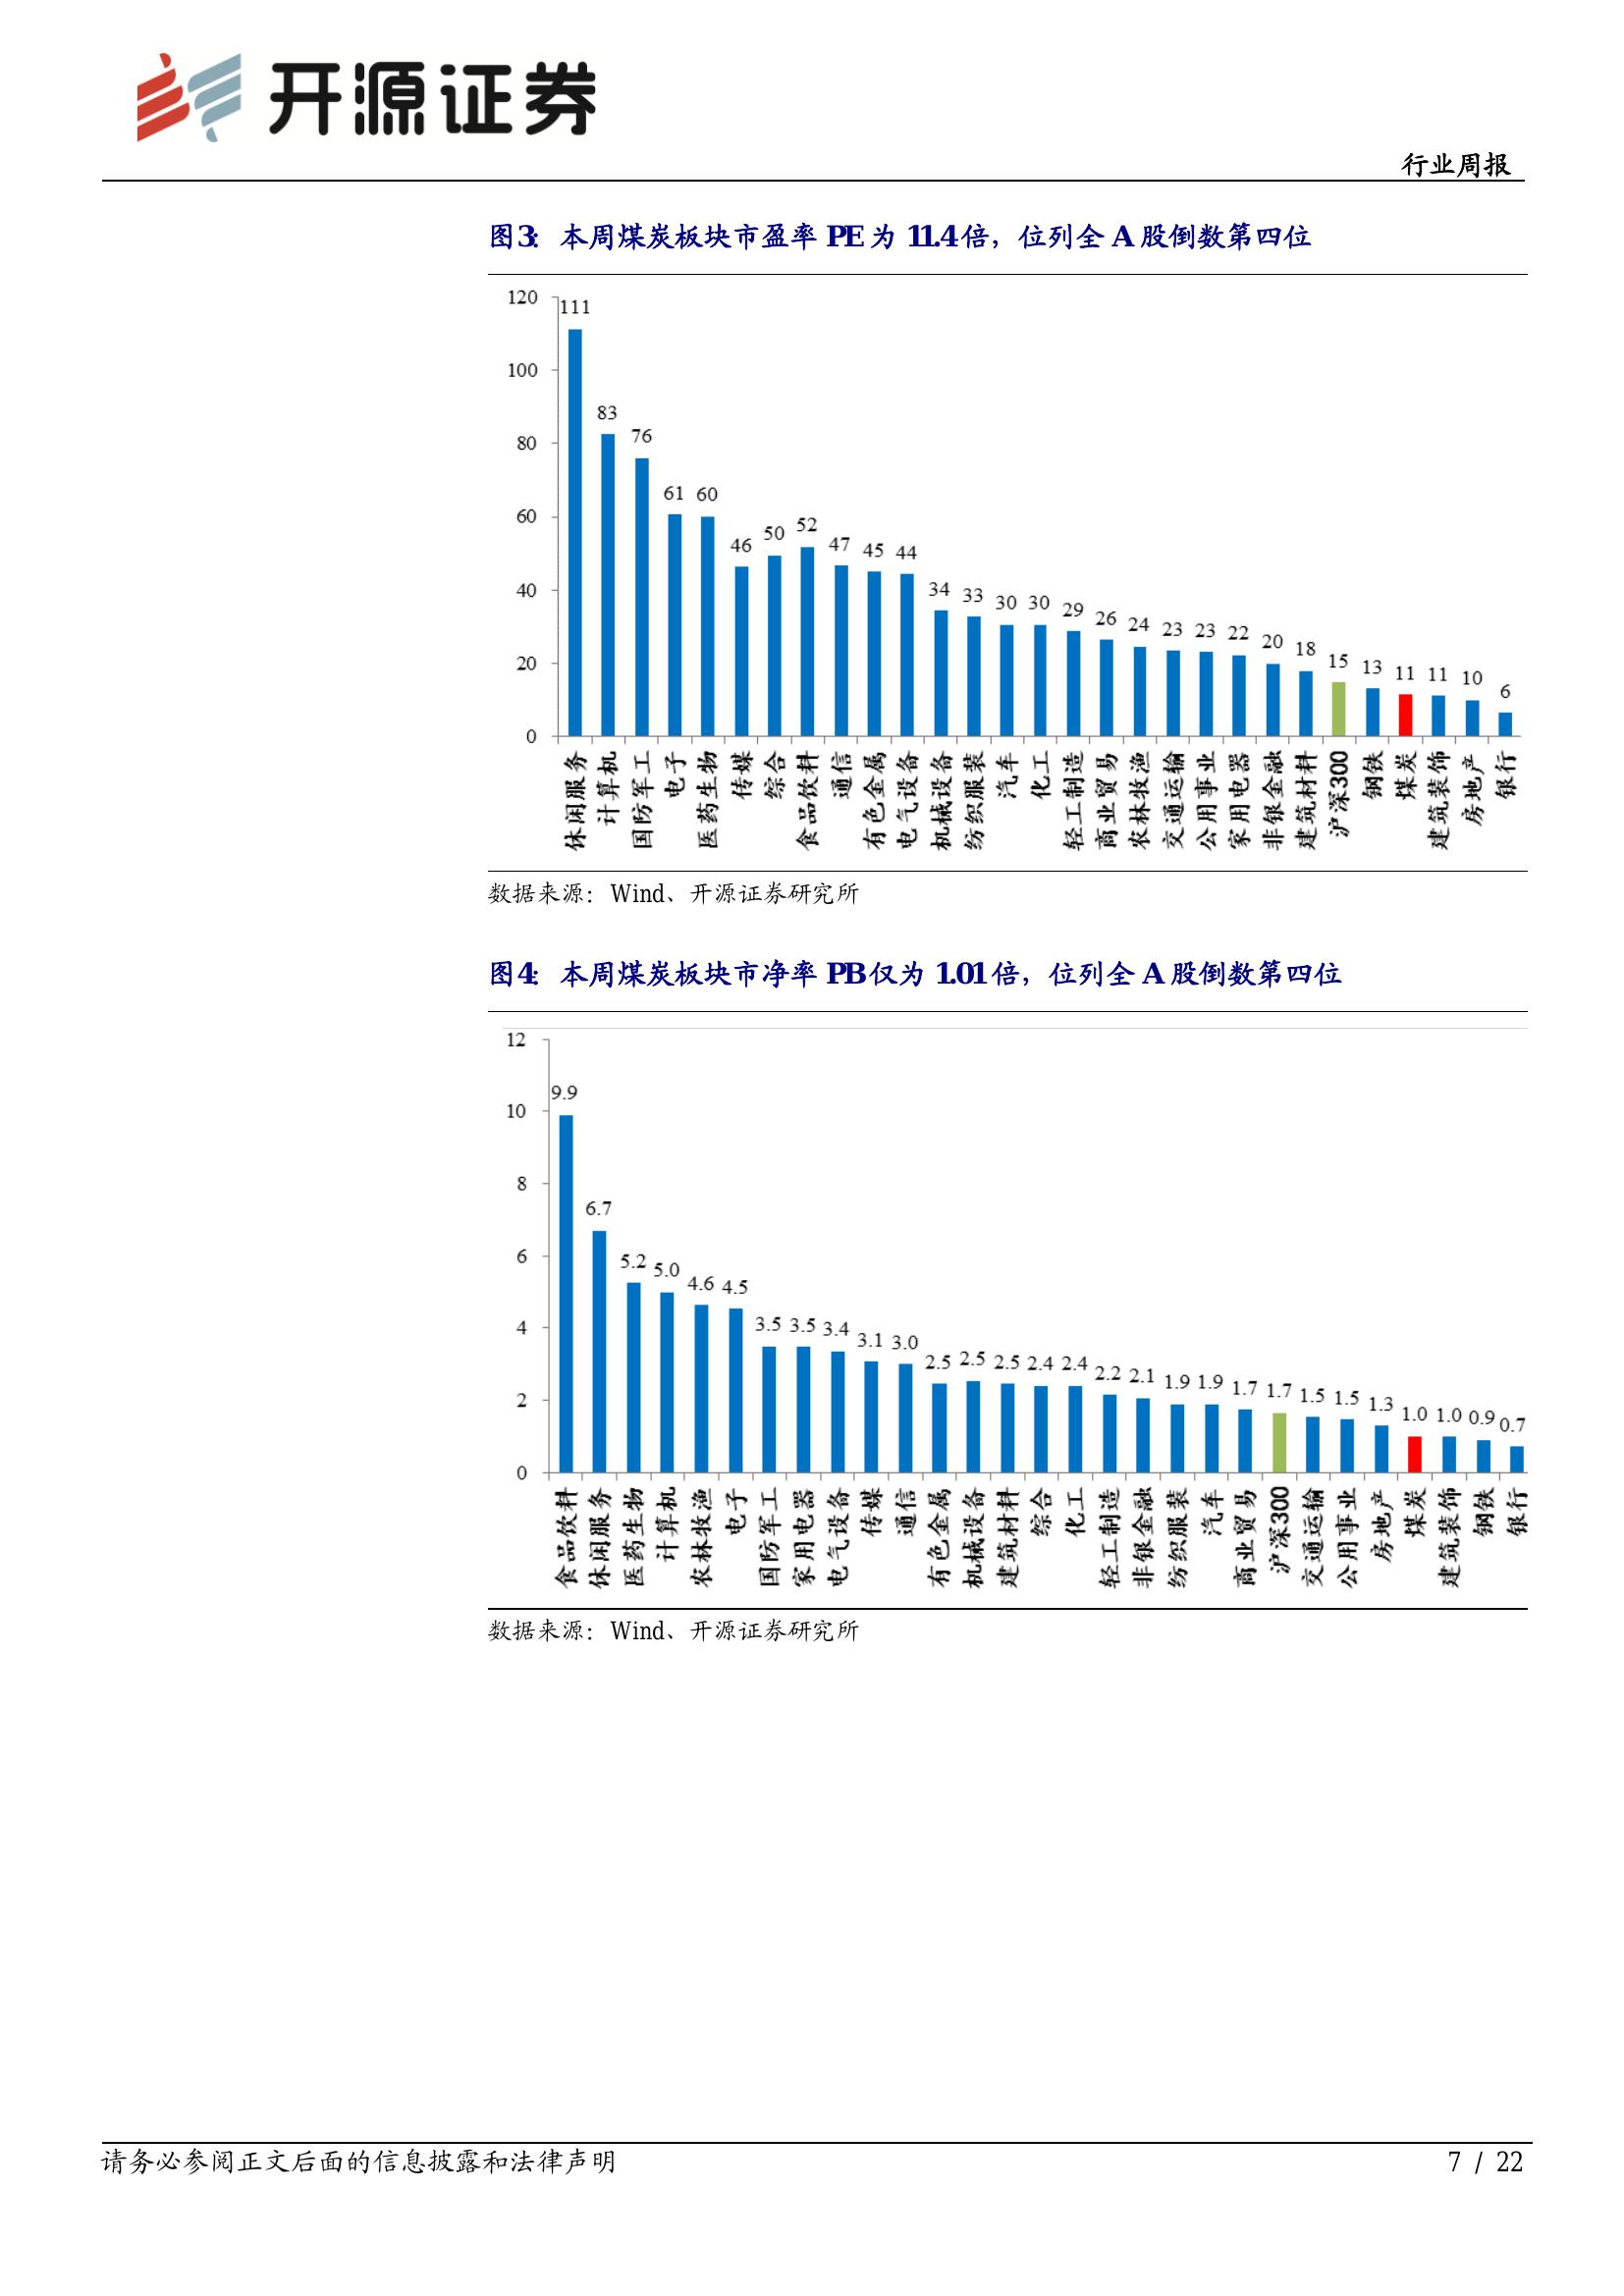 开源证券
行业周报
图3: 本周煤炭板块市盈率 PE 为 11.4 倍，位列全 A 股倒数第四位
120
100
80
60
40
20
0
111 83 76 61 60 46 50 52 47 45 44 34 33 30 30 29 26 24 23 23 22 20 18 15 13 11 11 10 6
休闲服务 计算机 国防军工 电子 医药生物 传媒 综合 食品饮料 通信 有色金属 电气设备 机械设备 纺织服装 汽车 化工 轻工制造 商业贸易 农林牧渔 交通运输 公用事业 家用电器 非银金融 建筑材料 沪深300 钢铁 煤炭 建筑装饰 房地产 银行
数据来源：Wind、开源证券研究所
图4: 本周煤炭板块市净率 PB 仅为 1.01 倍，位列全 A 股倒数第四位
12
10
8
6
4
2
0
9.9 6.7 5.2 5.0 4.6 4.5 3.5 3.5 3.4 3.1 3.0 2.5 2.5 2.5 2.4 2.4 2.2 2.1 1.9 1.9 1.7 1.7 1.5 1.5 1.3 1.0 1.0 0.9 0.7
食品饮料 休闲服务 医药生物 计算机 农林牧渔 电子 国防军工 家用电器 电气设备 传媒 通信 有色金属 机械设备 建筑材料 综合 化工 轻工制造 非银金融 纺织服装 汽车 商业贸易 沪深300 交通运输 公用事业 房地产 煤炭 建筑装饰 钢铁 银行
数据来源：Wind、开源证券研究所
请务必参阅正文后面的信息披露和法律声明
7 / 22